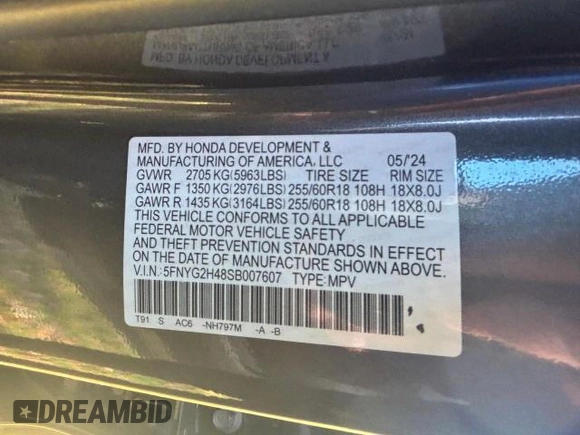 MFD. BY HONDA DEVELOPMENT &
MANUFACTURING OF AMERICA, LLC 05/'24
GVWR 2705 KG(5963LBS) TIRE SIZE RIM SIZE
GAWR F 1350 KG(2976LBS) 255/60R18 108H 18X8.0J
GAWR R 1435 KG(3164LBS) 255/60R18 108H 18X8.0J
THIS VEHICLE CONFORMS TO ALL APPLICABLE
FEDERAL MOTOR VEHICLE SAFETY
AND THEFT PREVENTION STANDARDS IN EFFECT
ON THE DATE OF MANUFACTURE SHOWN ABOVE.
V.I.N.:5FNYG2H48SB007607 TYPE:MPV
T91 S AC6 -NH797M -A -B
DREAMBID